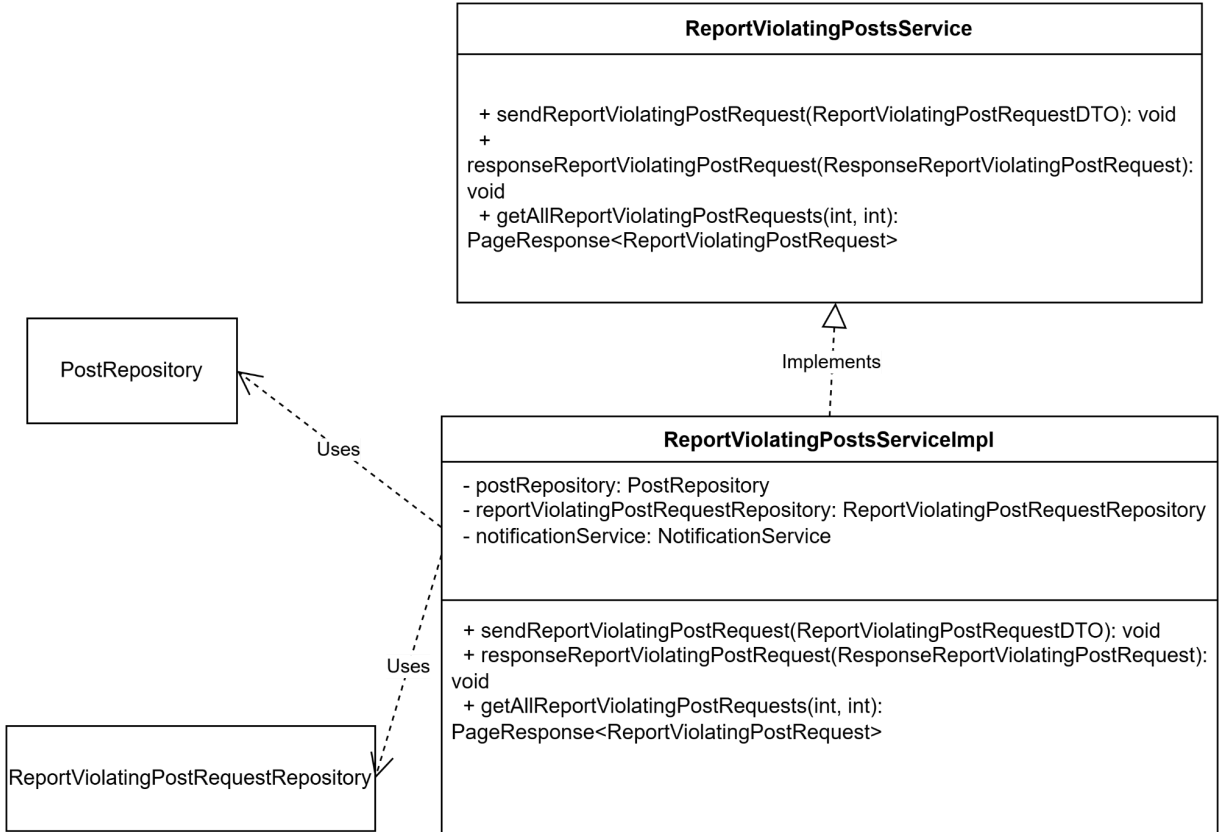 ReportViolatingPostsService
+ sendReportViolatingPostRequest(ReportViolatingPostRequestDTO): void
+
responseReportViolatingPostRequest(ResponseReportViolatingPostRequest):
void
+ getAllReportViolatingPostRequests(int, int):
PageResponse<ReportViolatingPostRequest>
PostRepository
Implements
Uses
ReportViolatingPostsServiceImpl
- postRepository: PostRepository
- reportViolatingPostRequestRepository: ReportViolatingPostRequestRepository
- notificationService: NotificationService
+ sendReportViolatingPostRequest(ReportViolatingPostRequestDTO): void
+ responseReportViolatingPostRequest(ResponseReportViolatingPostRequest):
void
+ getAllReportViolatingPostRequests(int, int):
PageResponse<ReportViolatingPostRequest>
Uses
ReportViolatingPostRequestRepository